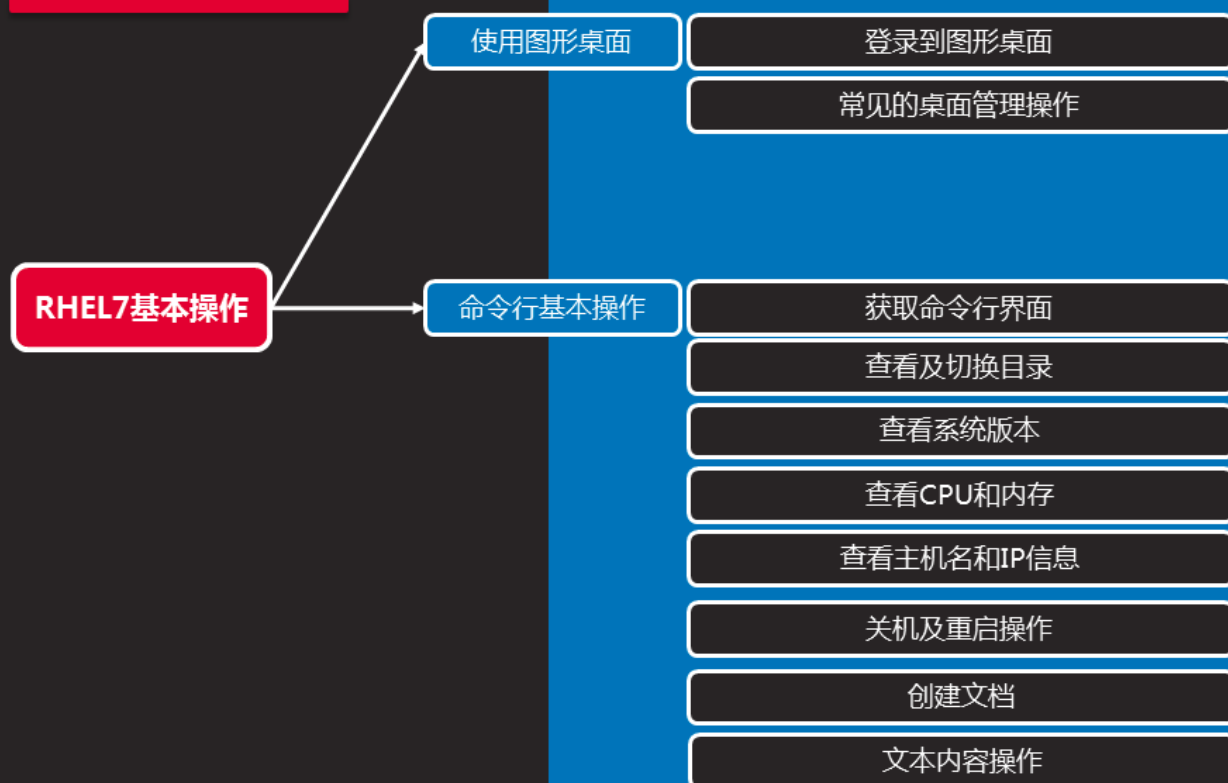 使用图形桌面
登录到图形桌面
常见的桌面管理操作
RHEL7基本操作
命令行基本操作
获取命令行界面
查看及切换目录
查看系统版本
查看CPU和内存
查看主机名和IP信息
关机及重启操作
创建文档
文本内容操作